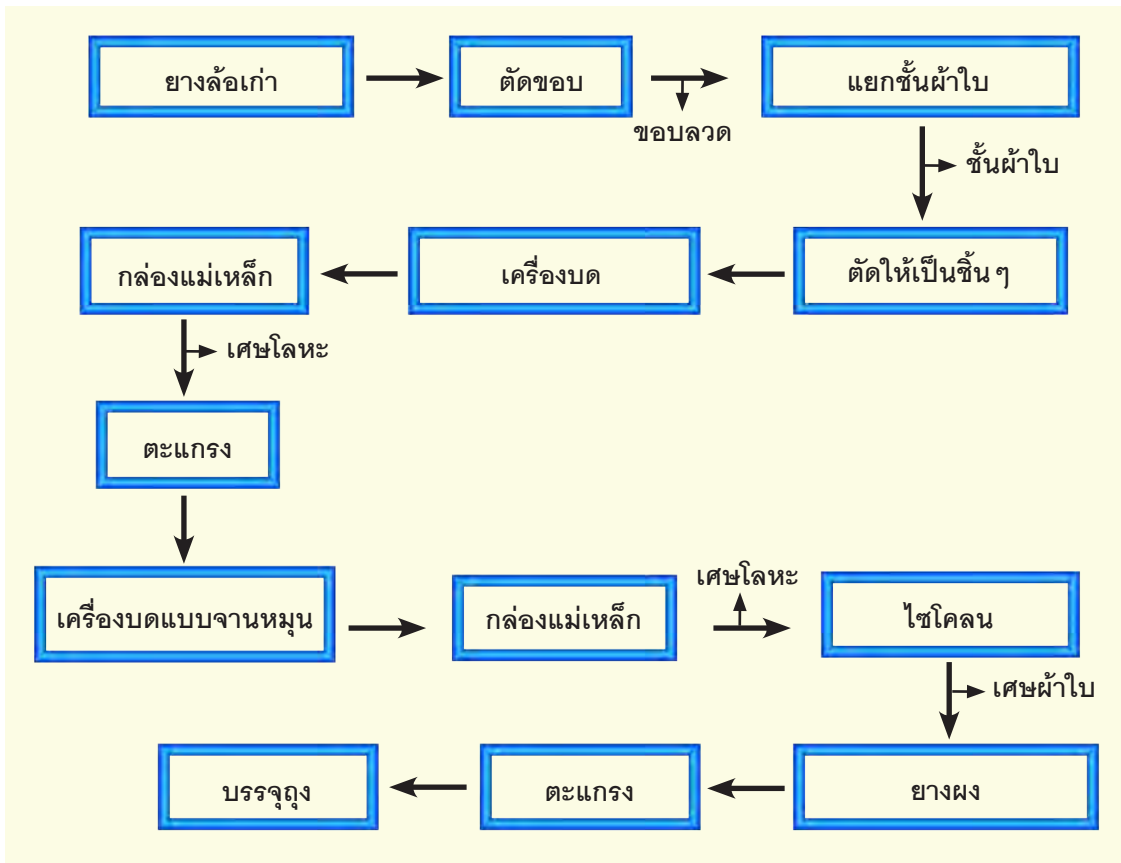 ยางล้อเก่า
ตัดขอบ
ขอบลวด
แยกชั้นผ้าใบ
ชั้นผ้าใบ
ตัดให้เป็นชิ้น ๆ
เครื่องบด
กล่องแม่เหล็ก
เศษโลหะ
ตะแกรง
เครื่องบดแบบจานหมุน
กล่องแม่เหล็ก
เศษโลหะ
ไซโคลน
เศษผ้าใบ
ยางผง
ตะแกรง
บรรจุถุง